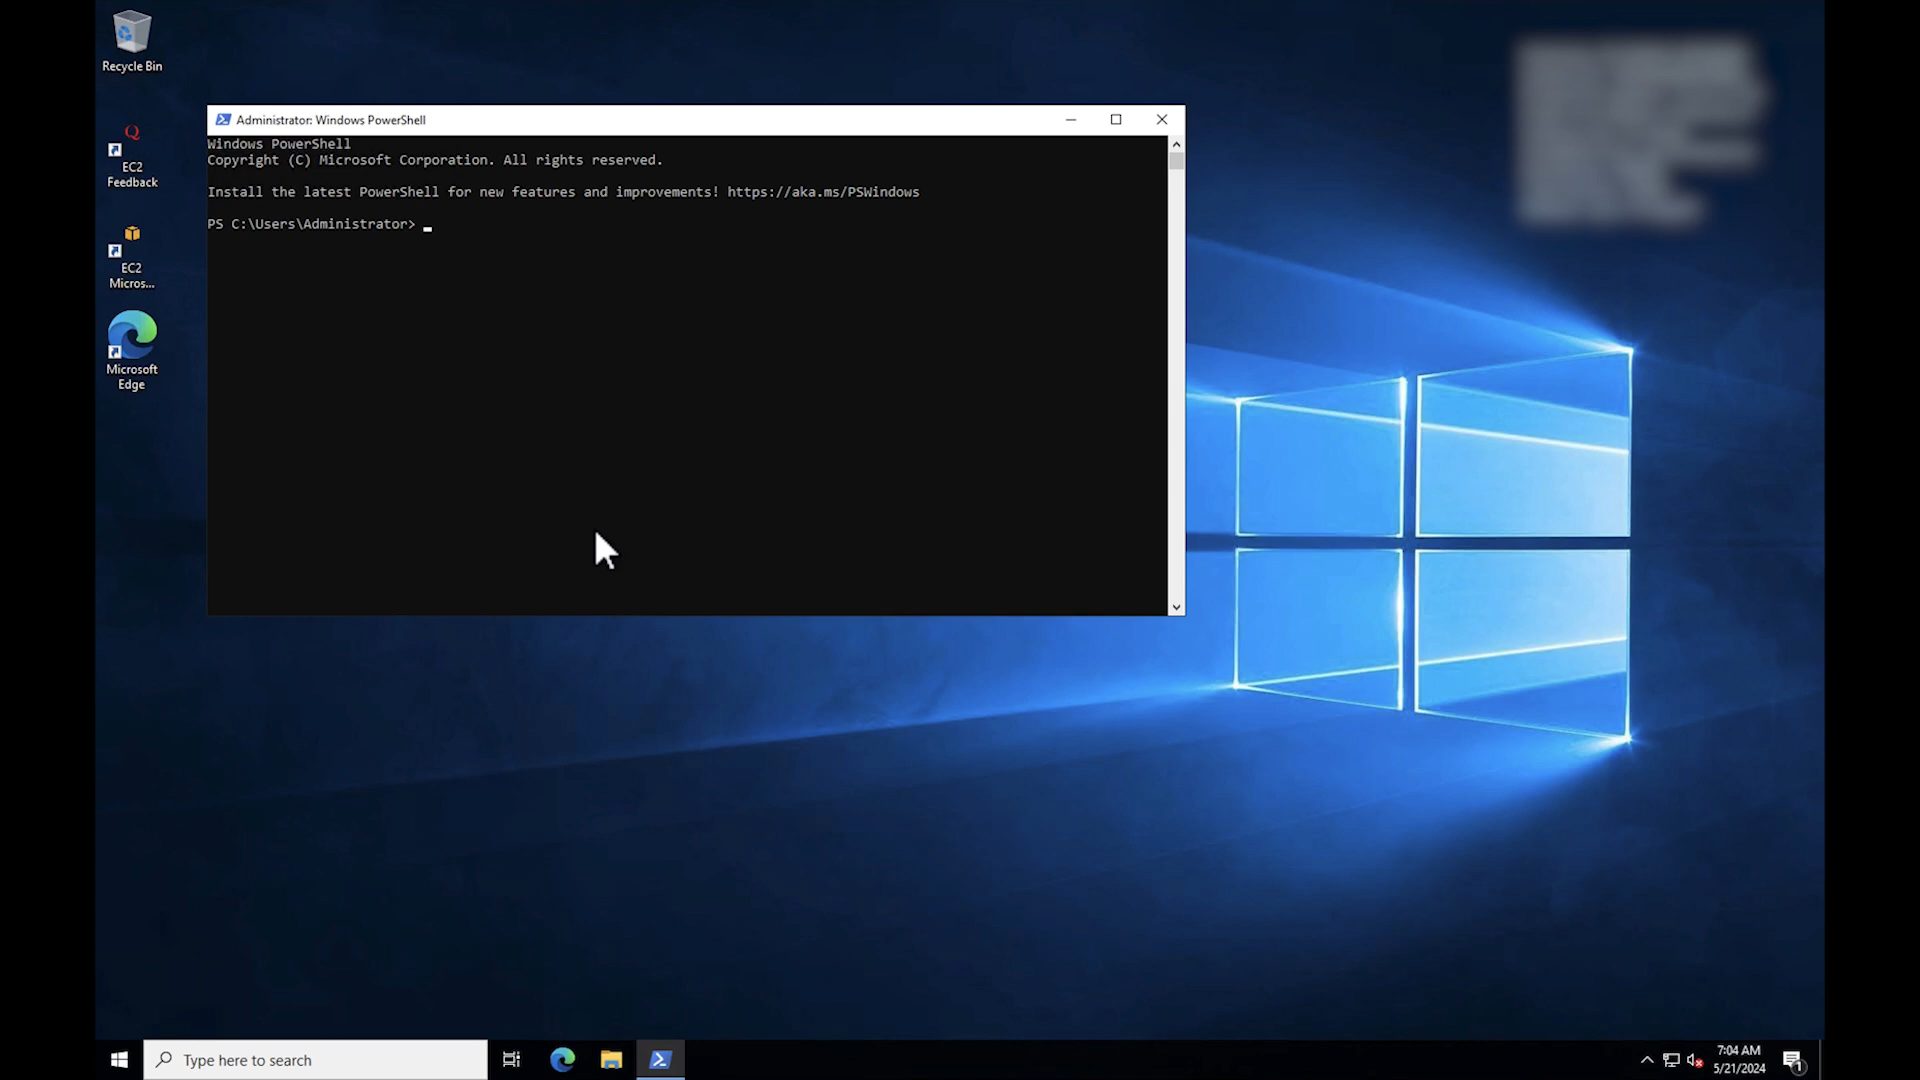 Recycle Bin
EC2
Feedback
EC2
Micros...
Microsoft
Edge
Administrator: Windows PowerShell
Windows PowerShell
Copyright (C) Microsoft Corporation. All rights reserved.
Install the latest PowerShell for new features and improvements! https://aka.ms/PSWindows
PS C:\Users\Administrator>
Type here to search
7:04 AM
5/21/2024
1